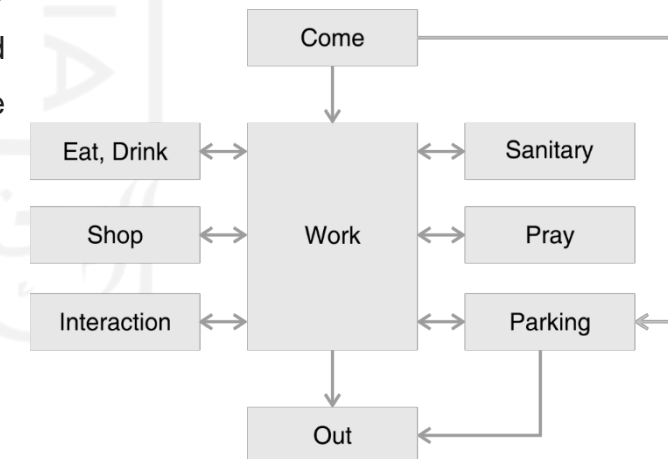 Come
Eat, Drink
Sanitary
Shop
Work
Pray
Interaction
Parking
Out